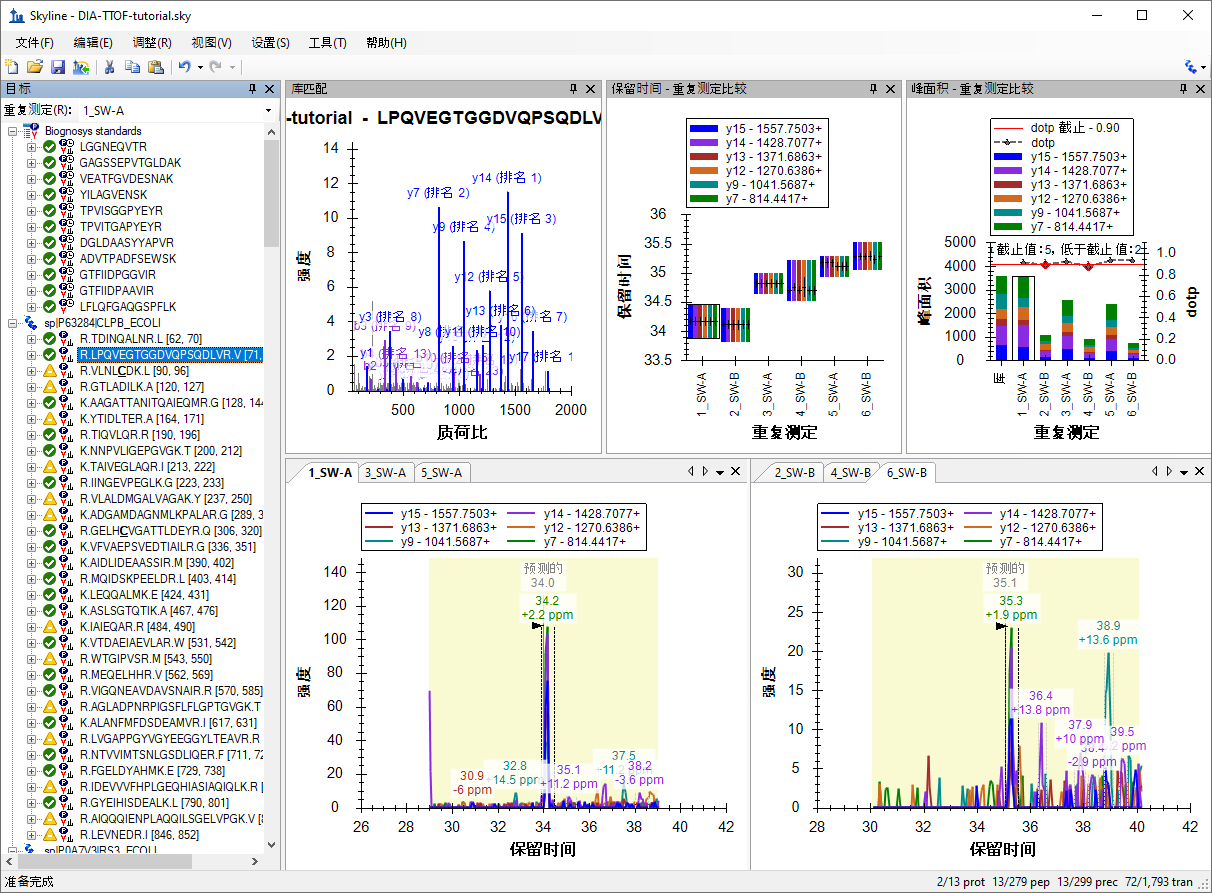 Skyline - DIA-TTOF-tutorial.sky
文件(F) 编辑(E) 调整(R) 视图(V) 设置(S) 工具(T) 帮助(H)
目标
重复测定(R): 1_SW-A
Biognosys standards
LGGNEQVTR
GAGSSEPVTGLDAK
VEATFGVDESNAK
YILAGVENSK
TPVISGGPYEYR
TPVITGAPYEYR
DGLDAASYYAPVR
ADVTPADFSEWSK
GTFIIDPGGVIR
GTFIIDPAAVIR
LFLQFGAQGSPFLK
sp|P63284|CLPB_ECOLI
R.TDINQALNR.L [62, 70]
R.LPQVEGTGGDVQPSQDLVR.V [71,
R.VLNLCDK.L [90, 96]
R.GTLADILK.A [120, 127]
K.AAGATTANITQAIEQMR.G [128, 144
K.YTIDLTER.A [164, 171]
R.TIQVLQR.R [190, 196]
K.NNPVLIGEPGVGK.T [200, 212]
K.TAIVEGLAQR.I [213, 222]
R.IINGEVPEGLK.G [223, 233]
R.VLALDMGALVAGAK.Y [237, 250]
K.ADGAMDAGNMLKPALAR.G [289, 3
R.GELHCVGATTLDEYR.Q [306, 320]
K.VFVAEPSVEDTIAILR.G [336, 351]
K.AIDLIDEAASSIR.M [390, 402]
R.MQIDSKPEELDR.L [403, 414]
K.LEQQALMK.E [424, 431]
K.ASLSGTQTIK.A [467, 476]
K.IAIEQAR.R [484, 490]
K.VTDAEIAEVLAR.W [531, 542]
R.WTGIPVSR.M [543, 550]
R.MEQELHHR.V [562, 569]
R.VIGQNEAVDAVSNAIR.R [570, 585]
R.AGLADPNRPIGSFLFLGPTGVGK.T
K.ALANFMFDSDEAMVR.I [617, 631]
R.LVGAPPGYVGYEEGGYLTEAVR.R
R.NTVVIMTSNLGSDLIQER.F [711, 72
R.FGELDYAHMK.E [729, 738]
R.IDEVVVFHPLGEQHIASIAQIQLK.R [
R.GYEIHISDEALK.L [790, 801]
R.AIQQQIENPLAQQILSGELVPGK.V [8
R.LEVNEDR.I [846, 852]
sp|P0A7V3|RS3_ECOLI
库匹配
-tutorial - LPQVEGTGGDVQPSQDLV
14
12
10
8
6
4
2
0
强度
y14 (排名 1)
y7 (排名 2)
y15 (排名 3)
y9 (排名 4)
y12 (排名 5)
y13 (排名 6)
排名 7)
y3 (排名 8)
500 1000 1500 2000
质荷比
保留时间 - 重复测定比较
y15 - 1557.7503+
y14 - 1428.7077+
y13 - 1371.6863+
y12 - 1270.6386+
y9 - 1041.5687+
y7 - 814.4417+
36
35.5
35
34.5
34
33.5
保留时间
1_SW-A
2_SW-B
3_SW-A
4_SW-B
5_SW-A
6_SW-B
重复测定
峰面积 - 重复测定比较
dotp 截止 - 0.90
dotp
y15 - 1557.7503+
y14 - 1428.7077+
y13 - 1371.6863+
y12 - 1270.6386+
y9 - 1041.5687+
y7 - 814.4417+
截止值:5, 低于截止值:2
5000
4000
3000
2000
1000
0
峰面积
1.0
0.8
0.6
0.4
0.2
0.0
dotp
库
1_SW-A
2_SW-B
3_SW-A
4_SW-B
5_SW-A
6_SW-B
重复测定
1_SW-A 3_SW-A 5_SW-A
y15 - 1557.7503+ y14 - 1428.7077+
y13 - 1371.6863+ y12 - 1270.6386+
y9 - 1041.5687+ y7 - 814.4417+
140
120
100
80
60
40
20
0
强度
预测的
34.0
34.2
+2.2 ppm
30.9
-6 ppm
32.8
+14.5 ppm
35.1
+11.2 ppm
37.5
38.2
-3.6 ppm
26 28 30 32 34 36 38 40 42
保留时间
2_SW-B 4_SW-B 6_SW-B
y15 - 1557.7503+ y14 - 1428.7077+
y13 - 1371.6863+ y12 - 1270.6386+
y9 - 1041.5687+ y7 - 814.4417+
30
25
20
15
10
5
0
强度
预测的
35.1
35.3
+1.9 ppm
38.9
+13.6 ppm
36.4
+13.8 ppm
37.9
+10 ppm
39.5
38.4
-2.9 ppm
28 30 32 34 36 38 40 42
保留时间
准备完成
2/13 prot 13/279 pep 13/299 prec 72/1,793 tran